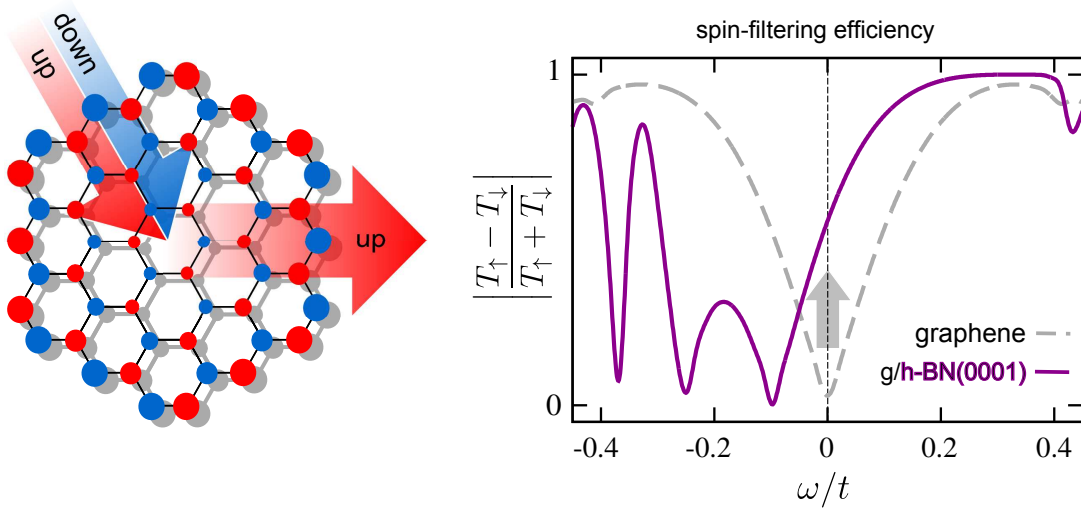 down
up
up
spin-filtering efficiency
1
0
|T↑ − T↓ / T↑ + T↓|
graphene
g/h-BN(0001)
-0.4 -0.2 0 0.2 0.4
ω/t